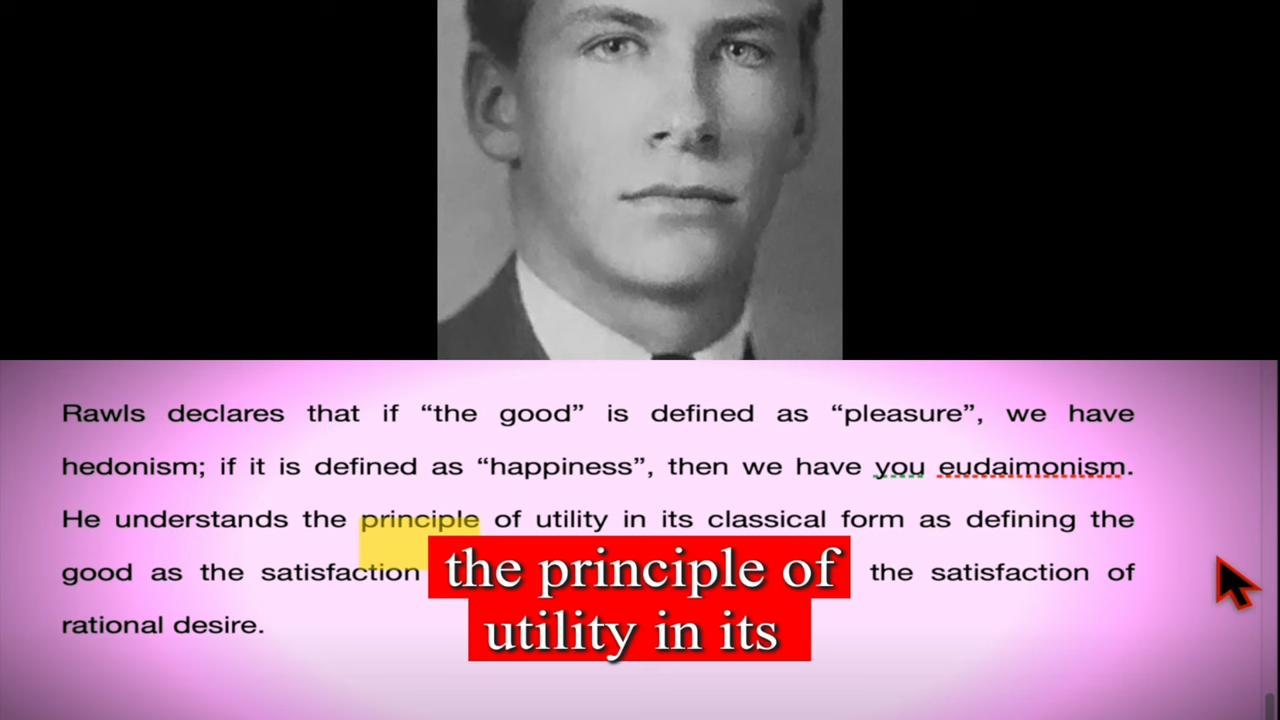 Rawls declares that if “the good” is defined as “pleasure”, we have
hedonism; if it is defined as “happiness”, then we have you eudaimonism.
He understands the principle of utility in its classical form as defining the
good as the satisfaction the satisfaction of
rational desire.
the principle of
utility in its